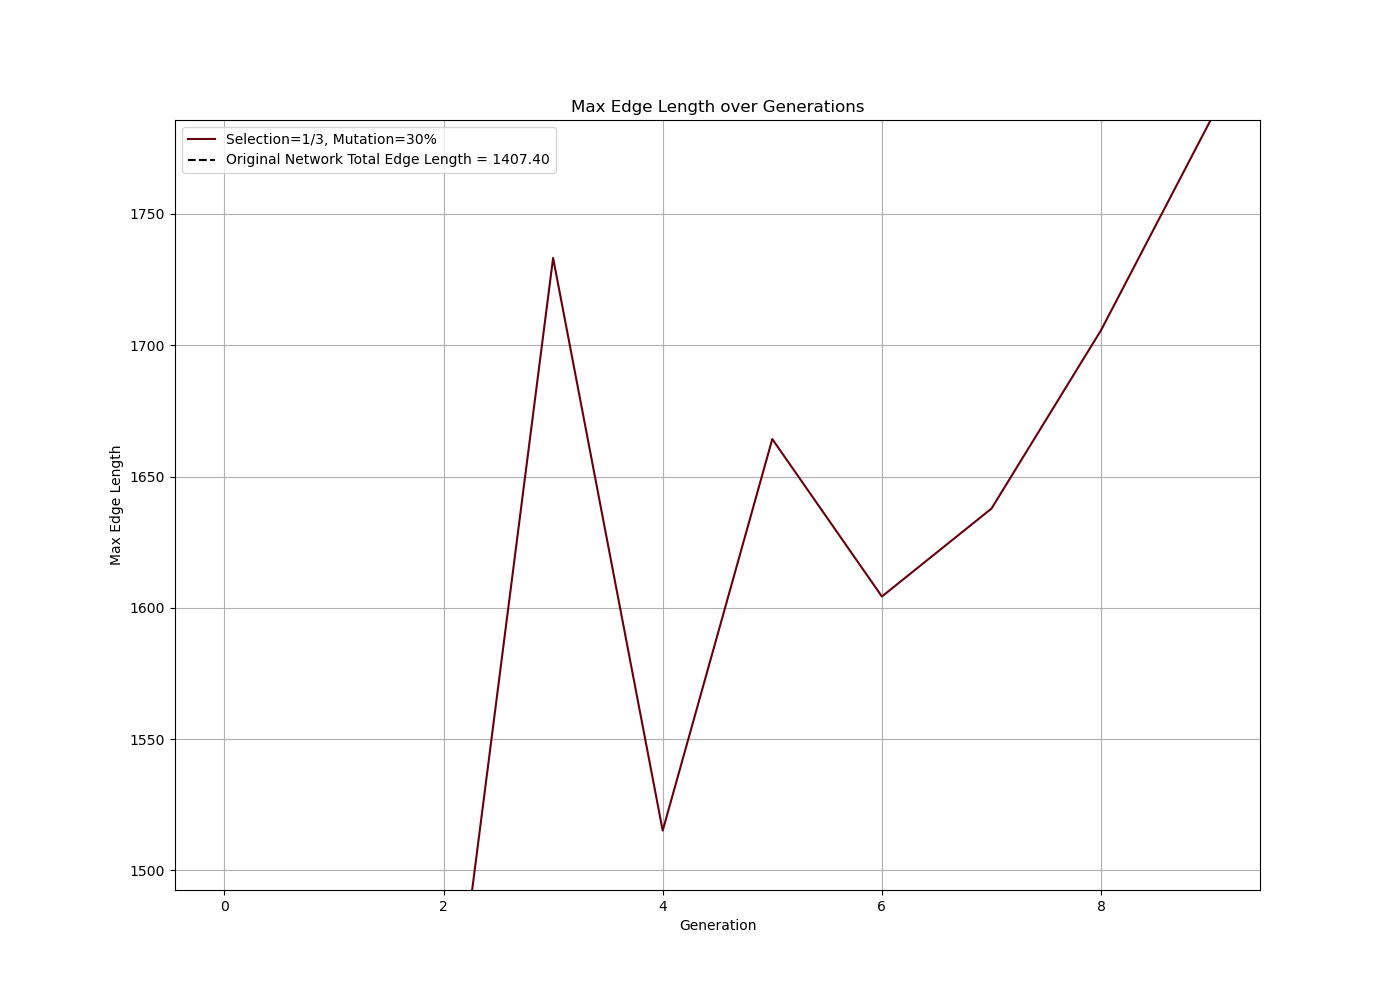 Max Edge Length over Generations
Selection=1/3, Mutation=30%
Original Network Total Edge Length = 1407.40
1750
1700
1650
1600
1550
1500
Max Edge Length
0 2 4 6 8
Generation